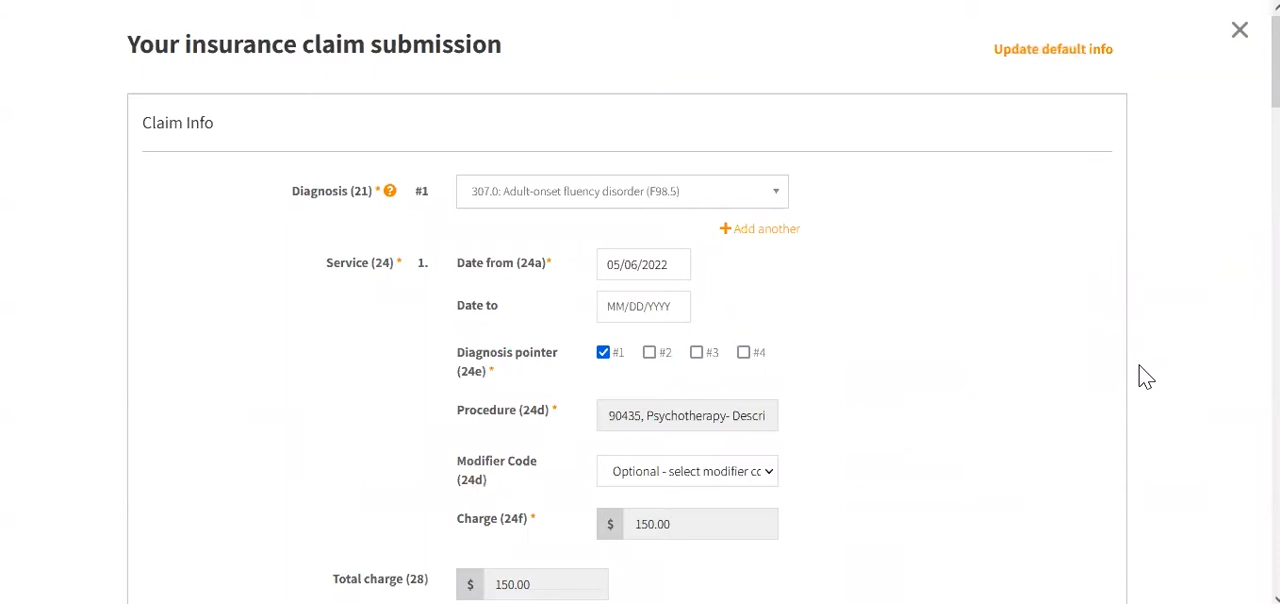 Your insurance claim submission
Update default info
Claim Info
Diagnosis (21) * ? #1 307.0: Adult-onset fluency disorder (F98.5)
+ Add another
Service (24) * 1. Date from (24a)* 05/06/2022
Date to MM/DD/YYYY
Diagnosis pointer (24e) * #1 #2 #3 #4
Procedure (24d) * 90435, Psychotherapy- Descri
Modifier Code (24d) Optional - select modifier cc
Charge (24f) * $ 150.00
Total charge (28) $ 150.00